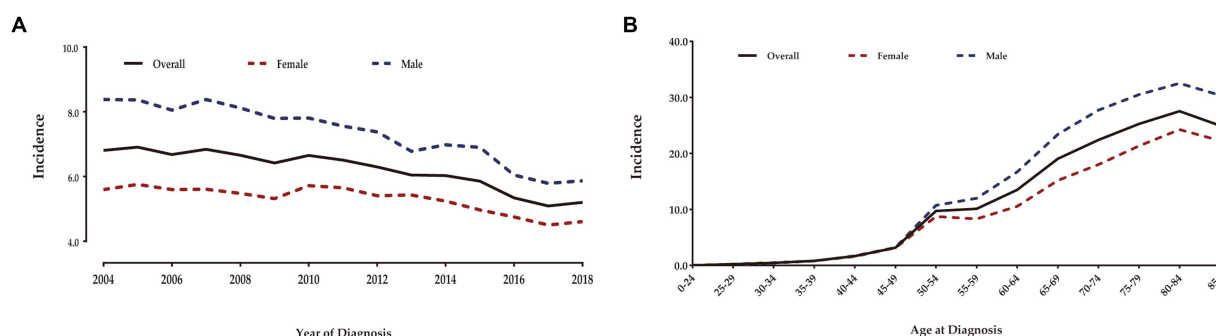 A
10.0
Overall Female Male
8.0
Incidence
6.0
4.0
2004 2006 2008 2010 2012 2014 2016 2018
Year of Diagnosis
B
40.0
Overall Female Male
30.0
Incidence
20.0
10.0
0.0
0-24 25-29 30-34 35-39 40-44 45-49 50-54 55-59 60-64 65-69 70-74 75-79 80-84
Age at Diagnosis